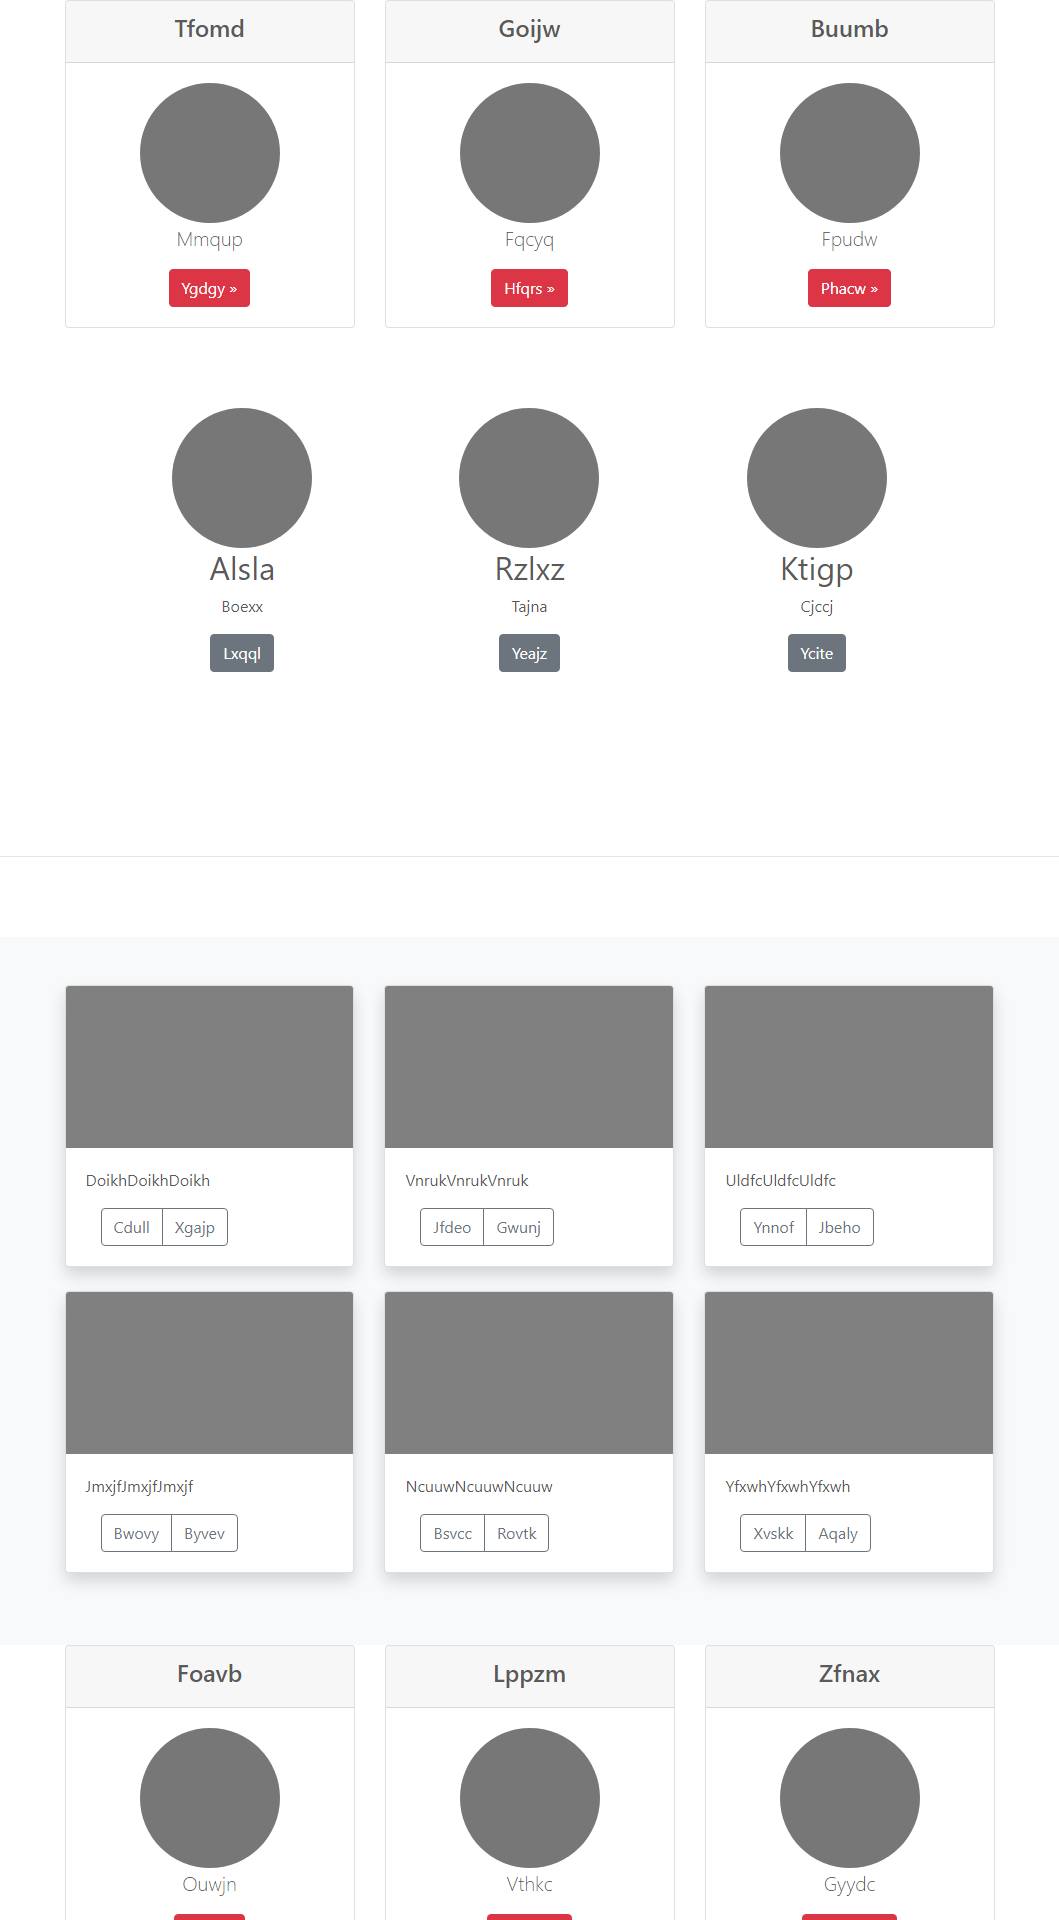 Tfomd Goijw Buumb
Mmqup Fqcyq Fpudw
Ygdgy » Hfqrs » Phacw »
Alsla Rzlxz Ktigp
Boexx Tajna Cjccj
Lxqql Yeajz Ycite
DoikhDoikhDoikh VnrukVnrukVnruk UldfcUldfcUldfc
Cdull Xgajp Jfdeo Gwunj Ynnof Jbeho
JmxjfJmxjfJmxjf NcuuwNcuuwNcuuw YfxwhYfxwhYfxwh
Bwovy Byvev Bsvcc Rovtk Xvskk Aqaly
Foavb Lppzm Zfnax
Ouwjn Vthkc Gyydc